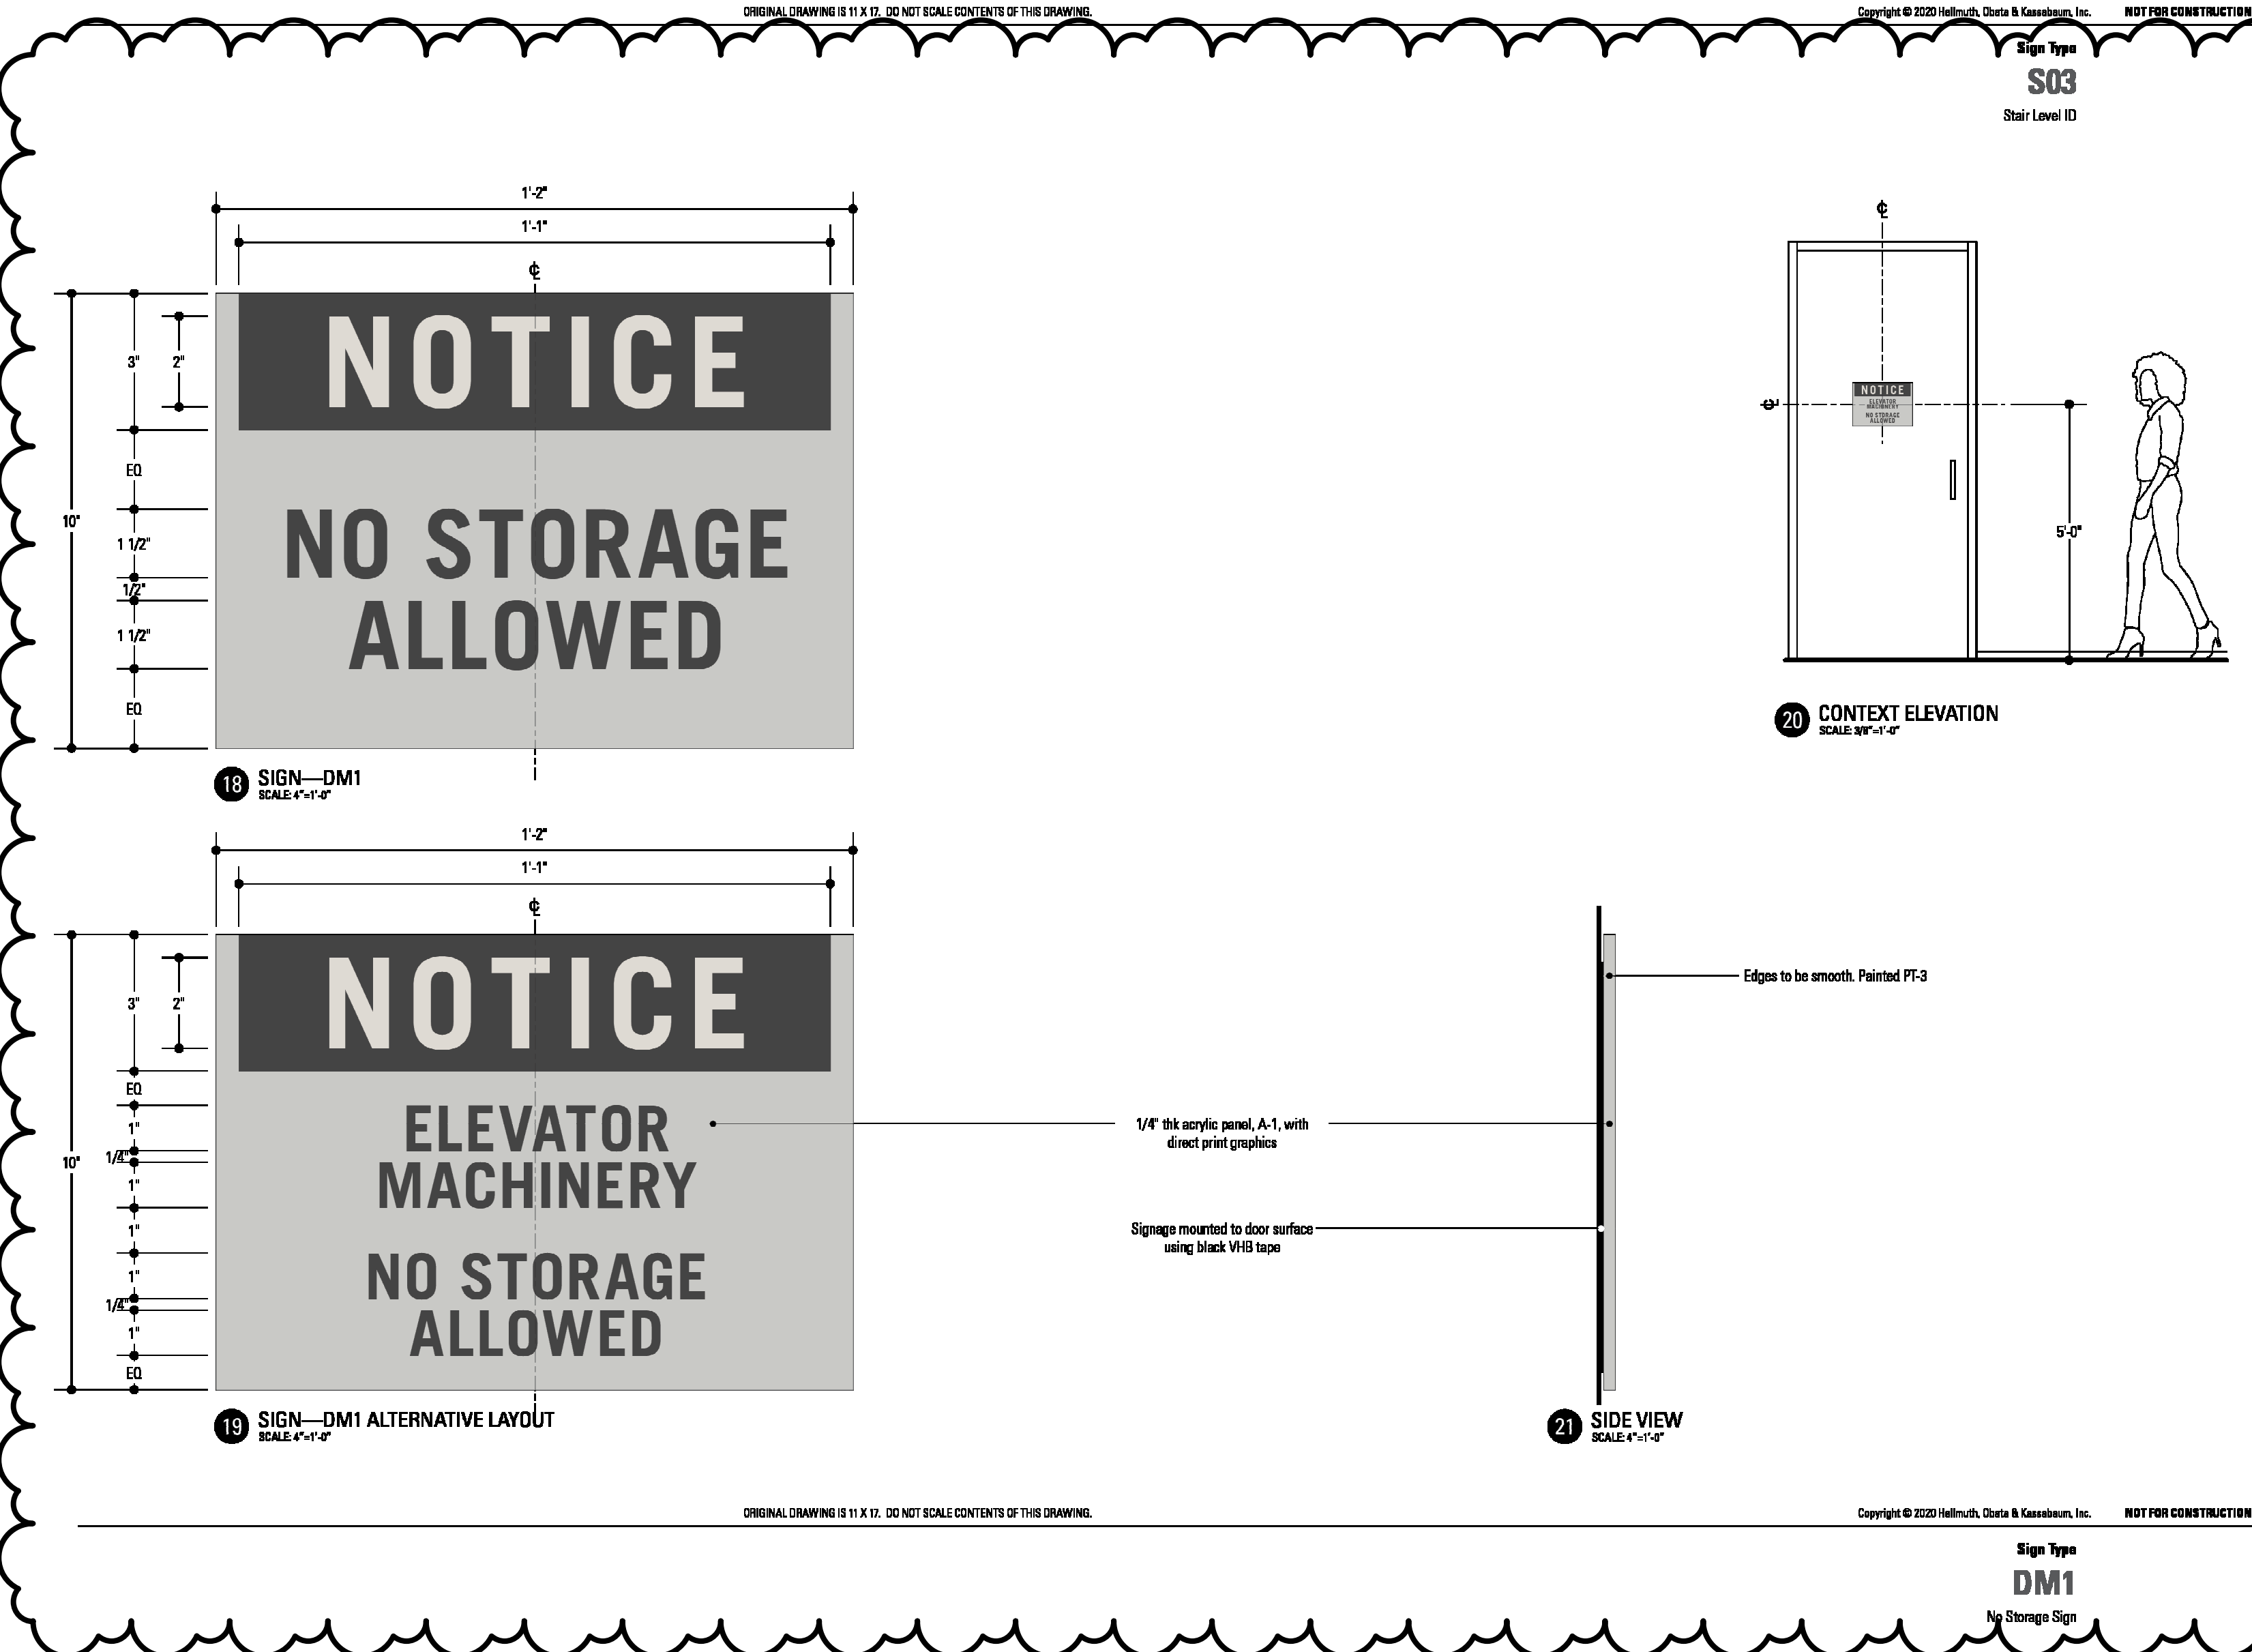 ORIGINAL DRAWING IS 11 X 17. DO NOT SCALE CONTENTS OF THIS DRAWING.
Copyright © 2020 Hellmuth, Obata & Kassabaum, Inc.
NOT FOR CONSTRUCTION
Sign Type
S03
Stair Level ID
1'-2"
1'-1"
℄
10"
3"
2"
EQ
1 1/2"
1/2"
1 1/2"
EQ
NOTICE
NO STORAGE
ALLOWED
18 SIGN—DM1
SCALE: 4"=1'-0"
℄
℄
NOTICE
ELEVATOR
MACHINERY
NO STORAGE
ALLOWED
5'-0"
20 CONTEXT ELEVATION
SCALE: 3/8"=1'-0"
1'-2"
1'-1"
℄
10"
3"
2"
EQ
1"
1/4"
1"
1"
1"
1/4"
1"
EQ
NOTICE
ELEVATOR
MACHINERY
NO STORAGE
ALLOWED
19 SIGN—DM1 ALTERNATIVE LAYOUT
SCALE: 4"=1'-0"
1/4" thk acrylic panel, A-1, with
direct print graphics
Signage mounted to door surface
using black VHB tape
Edges to be smooth. Painted PT-3
21 SIDE VIEW
SCALE: 4"=1'-0"
ORIGINAL DRAWING IS 11 X 17. DO NOT SCALE CONTENTS OF THIS DRAWING.
Copyright © 2020 Hellmuth, Obata & Kassabaum, Inc.
NOT FOR CONSTRUCTION
Sign Type
DM1
No Storage Sign